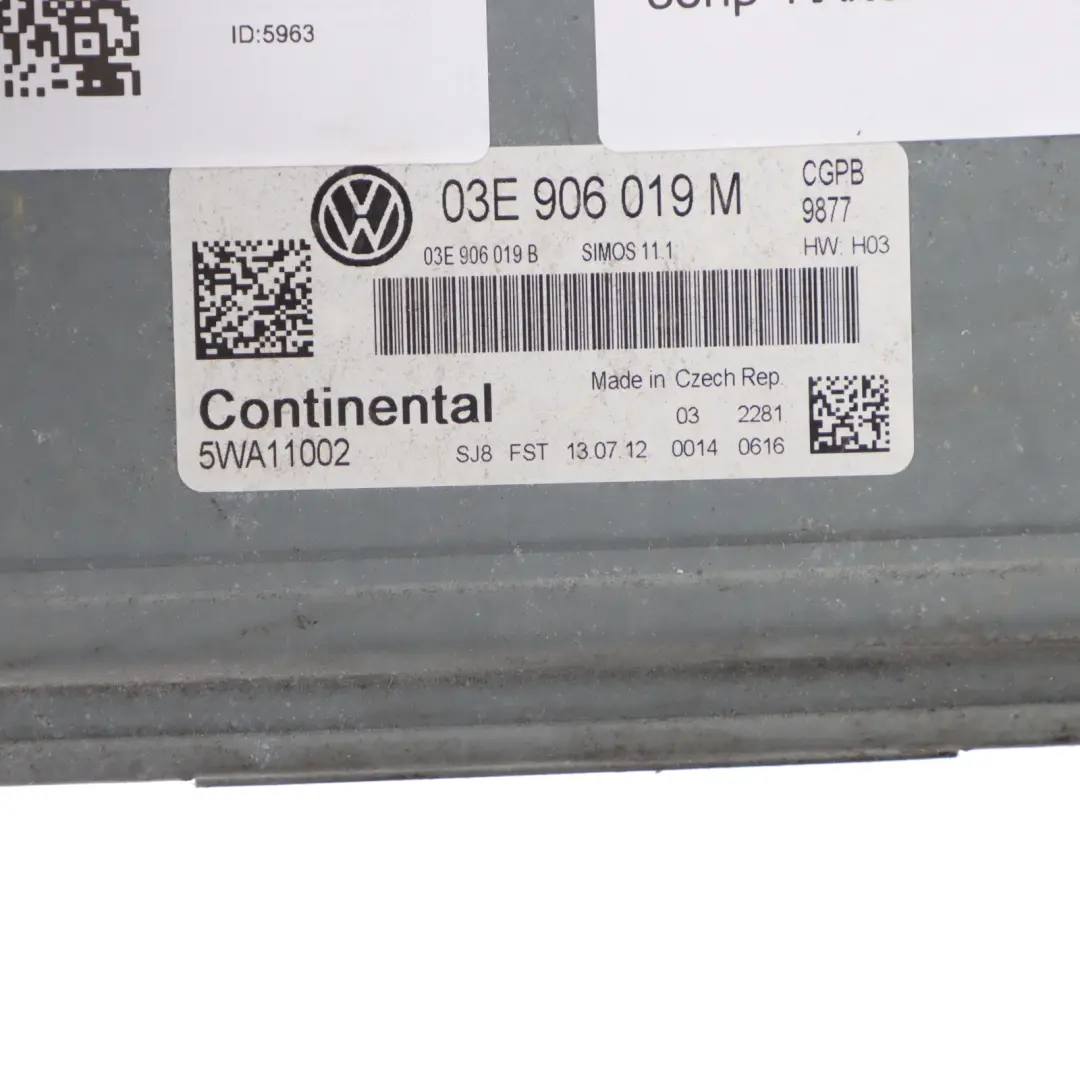 ID:5963
03E 906 019 M
CGPB
9877
03E 906 019 B SIMOS 11.1
HW: H03
Made in Czech Rep.
Continental
03 2281
5WA11002
SJ8 FST 13.07.12 0014 0616